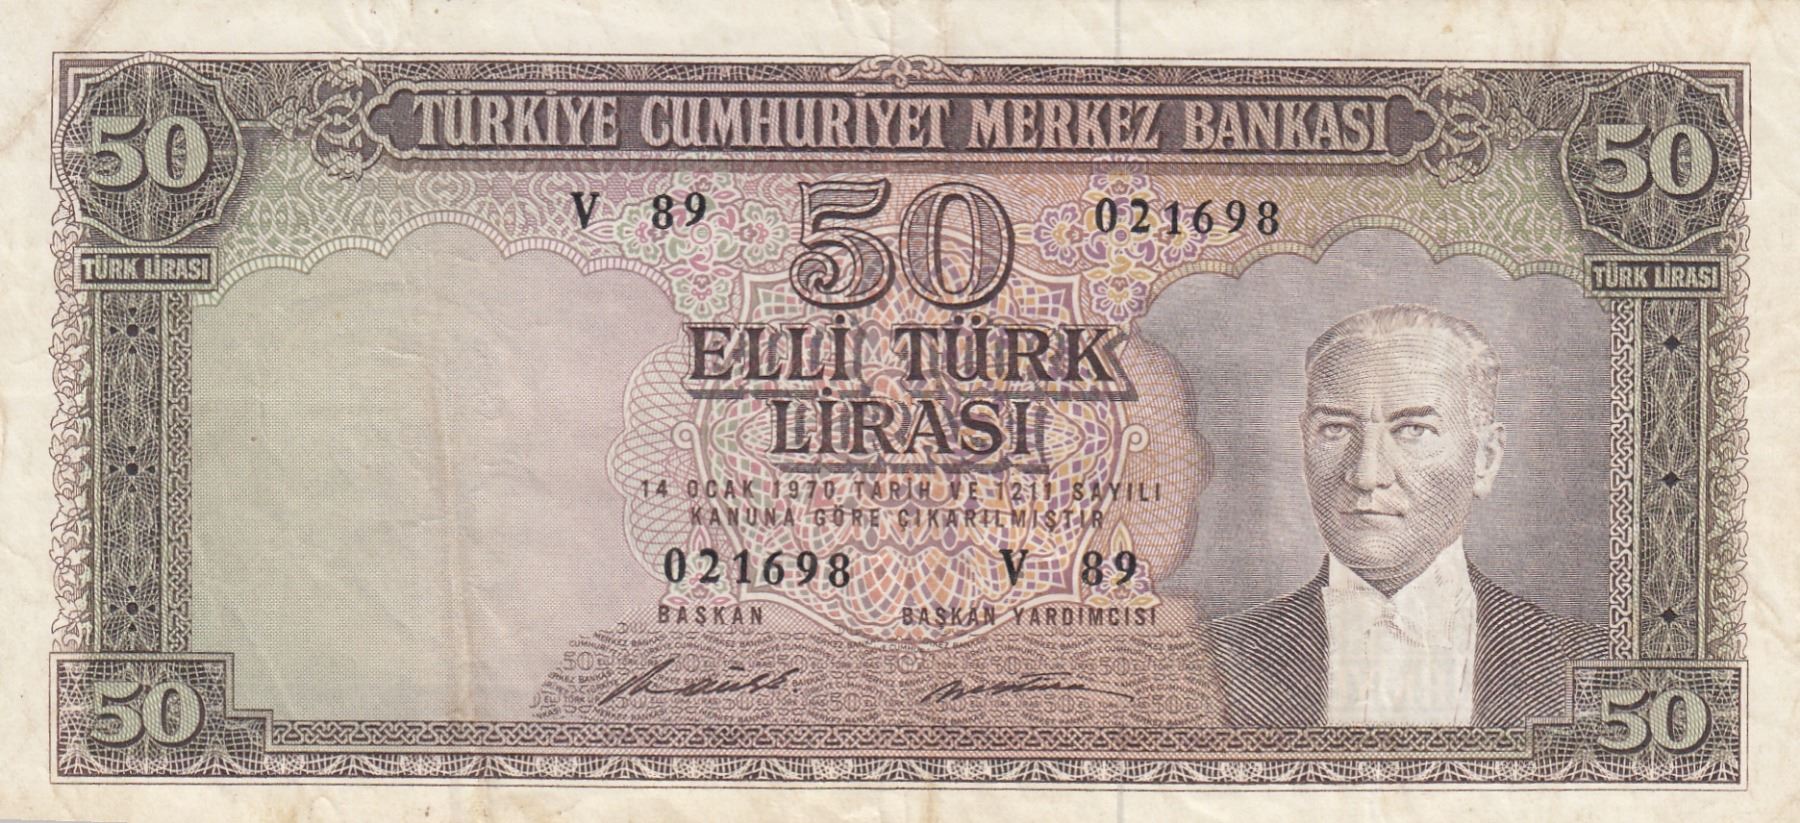 TÜRKİYE CUMHURİYET MERKEZ BANKASI
50
50
V 89
50
021698
TÜRK LİRASI
TÜRK LİRASI
ELLİ TÜRK
LİRASI
14 OCAK 1970 TARİH VE 1211 SAYILI
KANUNA GÖRE ÇIKARILMIŞTIR
021698
V 89
BAŞKAN
BAŞKAN YARDIMCISI
50
50